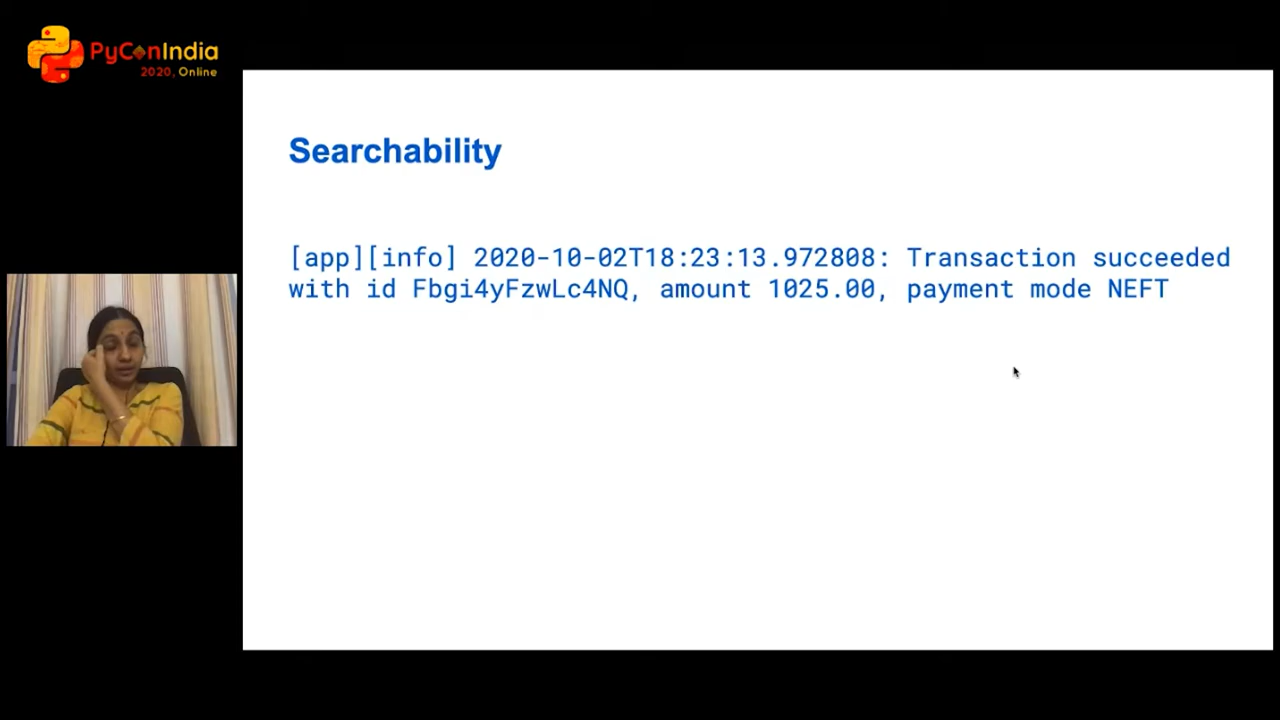 PyConIndia
2020, Online
Searchability
[app][info] 2020-10-02T18:23:13.972808: Transaction succeeded
with id Fbgi4yFzwLc4NQ, amount 1025.00, payment mode NEFT